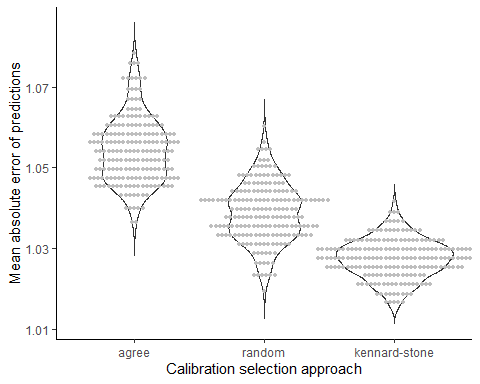 Mean absolute error of predictions
1.07
1.05
1.03
1.01
agree random kennard-stone
Calibration selection approach